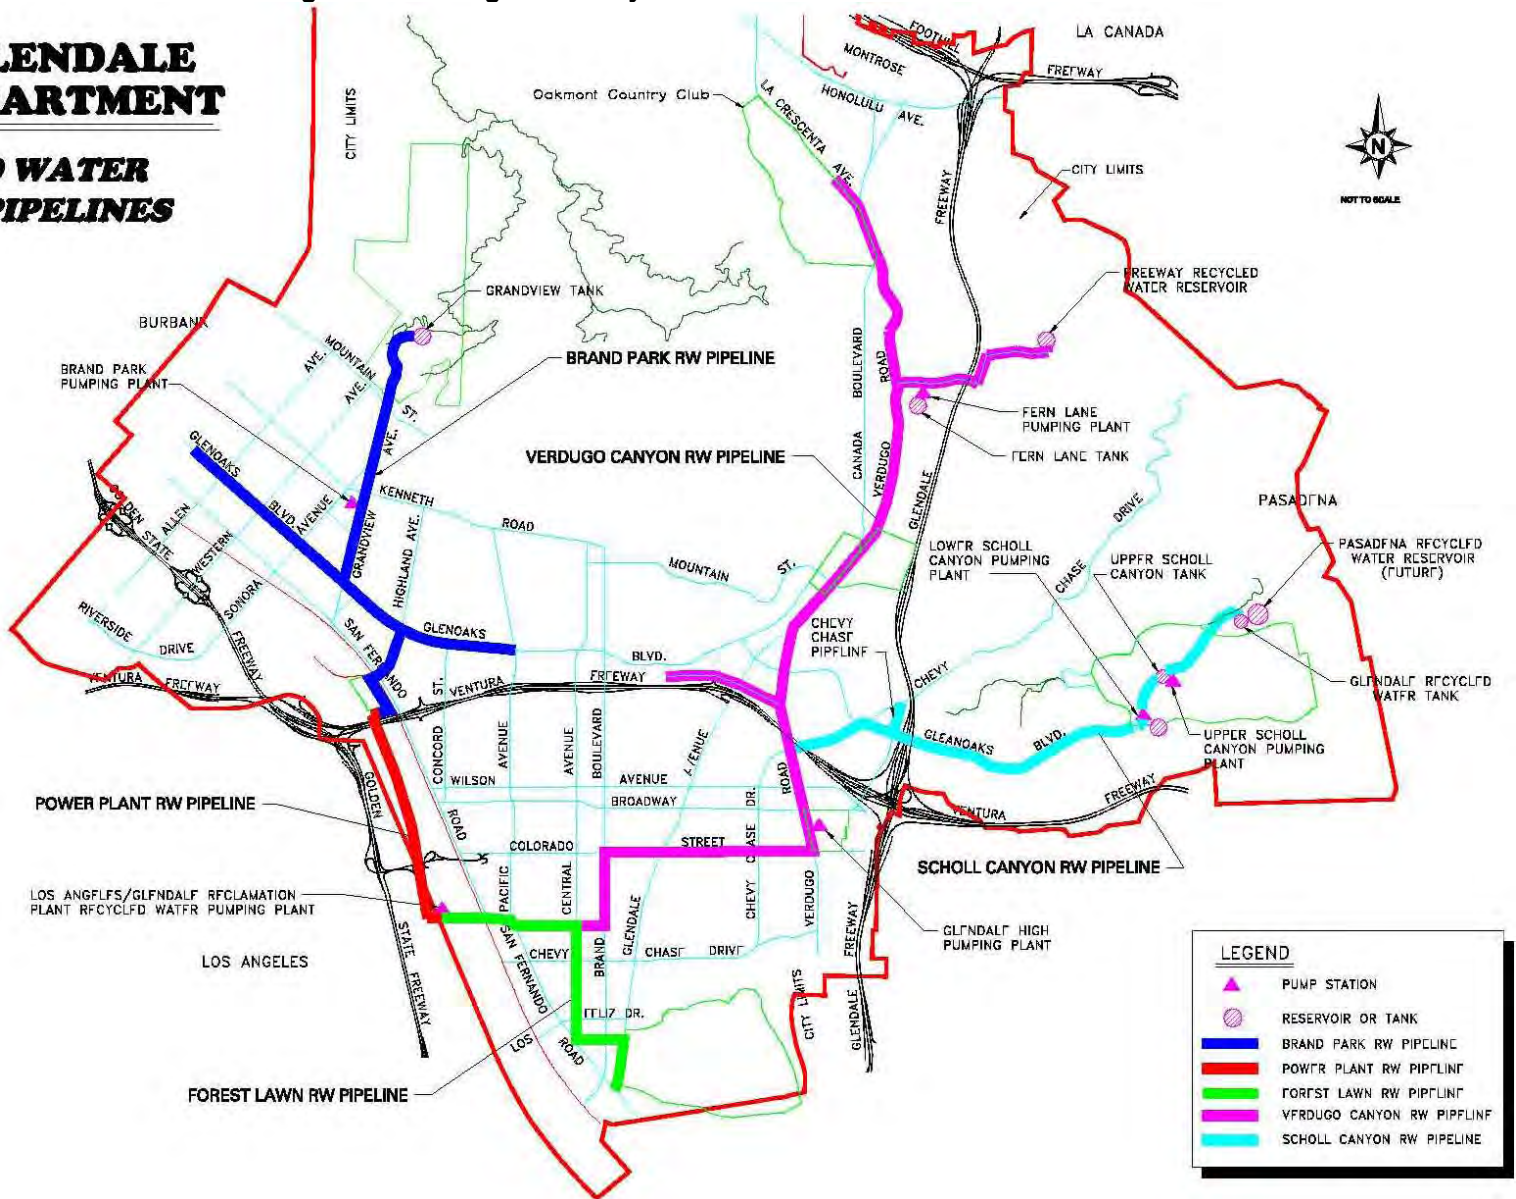 LENDALE
ARTMENT
WATER
PIPELINES
CITY LIMITS
Oakmont Country Club
LA CRESCENTA AVE.
HONOLULU AVE.
MONTROSE
FOOTHILL
FREEWAY
LA CANADA
FREEWAY
CITY LIMITS
N
NOT TO SCALE
GRANDVIEW TANK
FREEWAY RECYCLED
WATER RESERVOIR
BURBANK
BRAND PARK
PUMPING PLANT
MOUNTAIN
ST.
AVE.
AVE.
BRAND PARK RW PIPELINE
BOULEVARD
ROAD
FERN LANE
PUMPING PLANT
FERN LANE TANK
VERDUGO CANYON RW PIPELINE
CANADA
VERDUGO
GLENDALE
GLENOAKS
BLVD.
AVENUE
GRANDVIEW
AVE.
KENNETH
ROAD
HIGHLAND AVE.
GOLDEN
STATE
ALLEN
WESTERN
SONORA
FREEWAY
RIVERSIDE
DRIVE
VENTURA
FREEWAY
SAN FERNANDO
GLENOAKS
BLVD.
MOUNTAIN
ST.
CHEVY
CHASE
PIPELINE
LOWER SCHOLL
CANYON PUMPING
PLANT
UPPER SCHOLL
CANYON TANK
CHEVY
CHASE
DRIVE
PASADENA
PASADENA RECYCLED
WATER RESERVOIR
(FUTURE)
GLENDALE RECYCLED
WATER TANK
UPPER SCHOLL
CANYON PUMPING
PLANT
GLEANOAKS
BLVD.
VENTURA
FREEWAY
VENTURA
FREEWAY
CONCORD ST.
PACIFIC
AVENUE
CENTRAL
AVENUE
BRAND
BOULEVARD
GLENDALE
AVENUE
WILSON
AVENUE
BROADWAY
COLORADO
STREET
CHEVY CHASE DR.
VERDUGO
ROAD
POWER PLANT RW PIPELINE
GOLDEN
STATE FREEWAY
ROAD
LOS ANGELES/GLENDALE RECLAMATION
PLANT RECYCLED WATER PUMPING PLANT
LOS ANGELES
SAN FERNANDO
ROAD
CHEVY
CHASE
DRIVE
LOS
FELIZ DR.
CITY LIMITS
GLENDALE
FREEWAY
GLENDALE HIGH
PUMPING PLANT
SCHOLL CANYON RW PIPELINE
FOREST LAWN RW PIPELINE
LEGEND
PUMP STATION
RESERVOIR OR TANK
BRAND PARK RW PIPELINE
POWER PLANT RW PIPELINE
FOREST LAWN RW PIPELINE
VERDUGO CANYON RW PIPELINE
SCHOLL CANYON RW PIPELINE